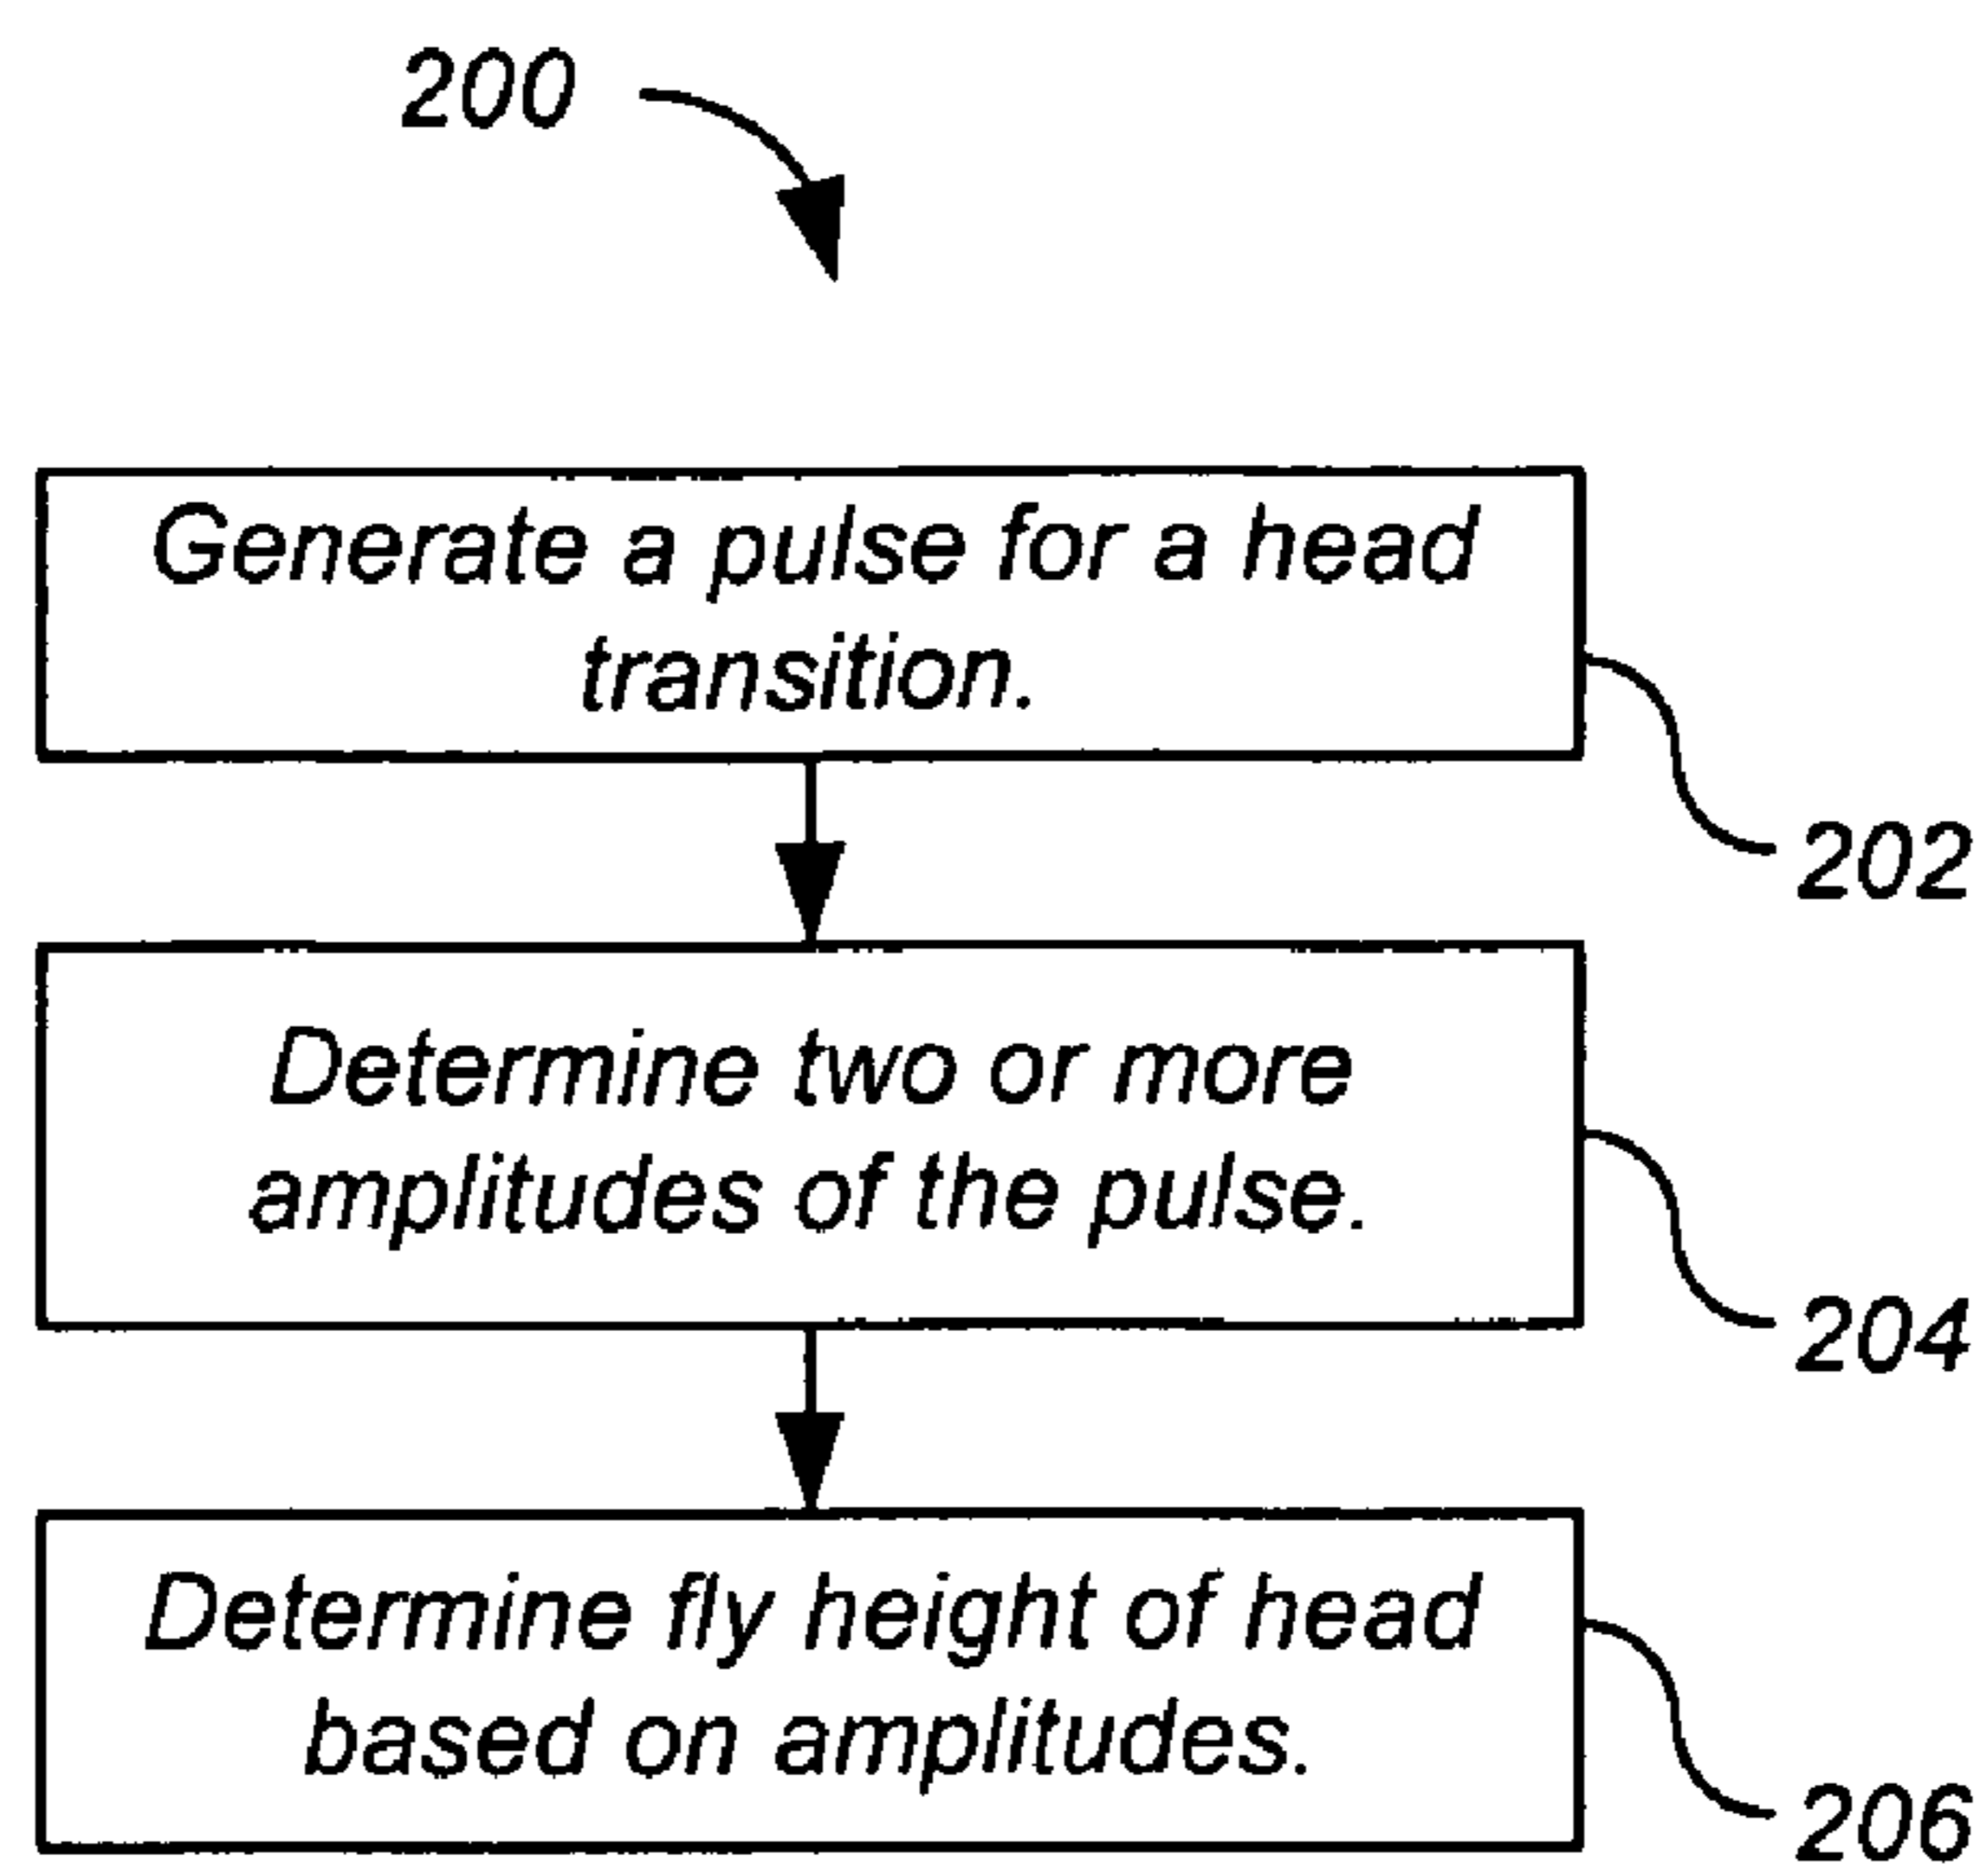 200
Generate a pulse for a head
transition.
202
Determine two or more
amplitudes of the pulse.
204
Determine fly height of head
based on amplitudes.
206